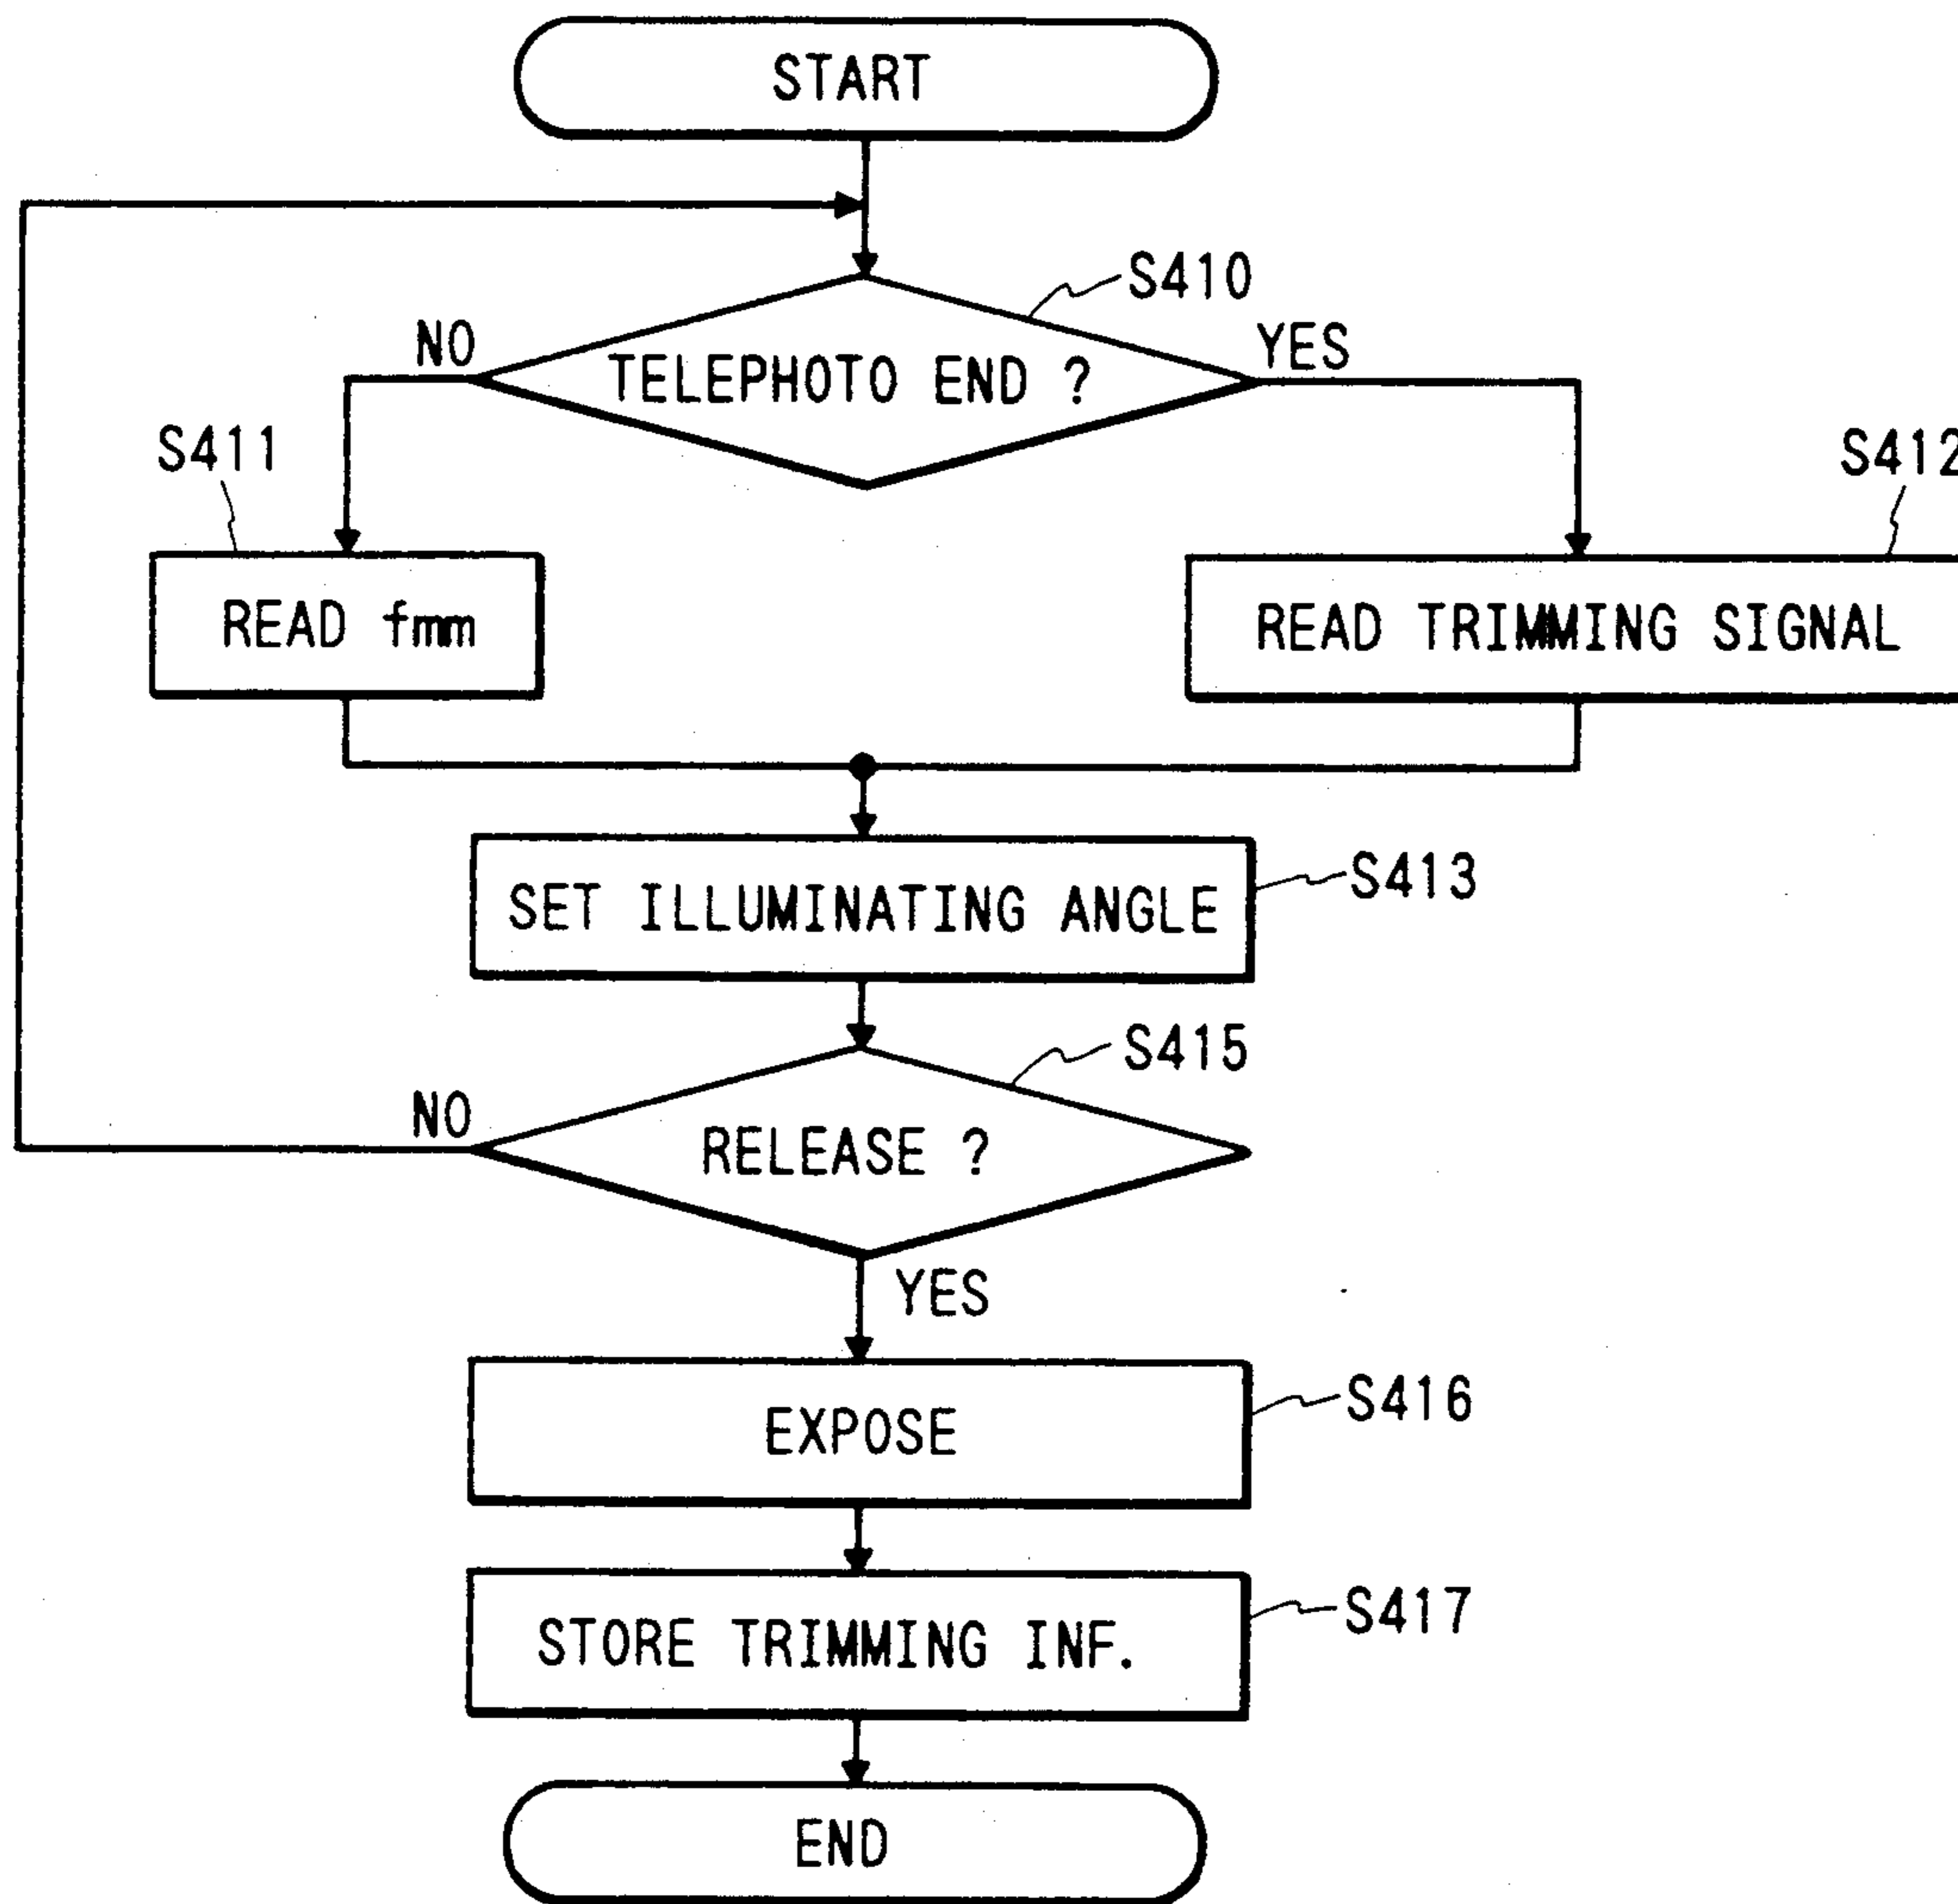 START
S410
NO
YES
TELEPHOTO END ?
S411
S412
READ fmm
READ TRIMMING SIGNAL
SET ILLUMINATING ANGLE
S413
S415
NO
RELEASE ?
YES
EXPOSE
S416
STORE TRIMMING INF.
S417
END